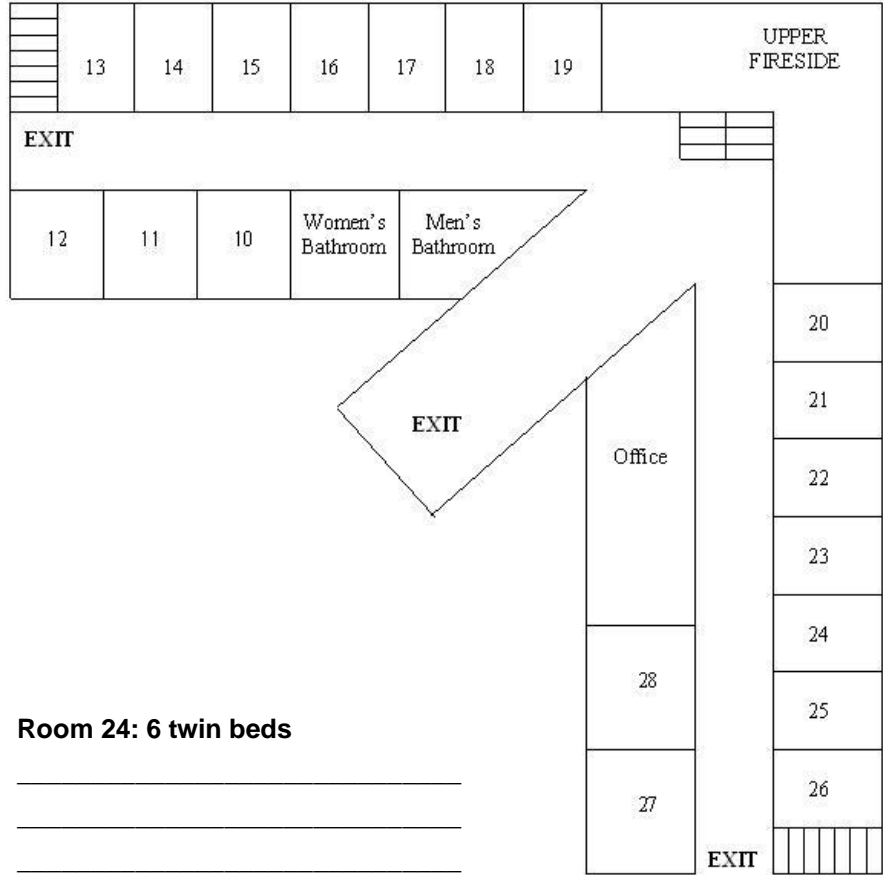 UPPER
FIRESIDE
13 14 15 16 17 18 19
EXIT
12 11 10
Women's
Bathroom
Men's
Bathroom
20
21
EXIT
Office
22
23
24
28
25
Room 24: 6 twin beds
26
27
EXIT